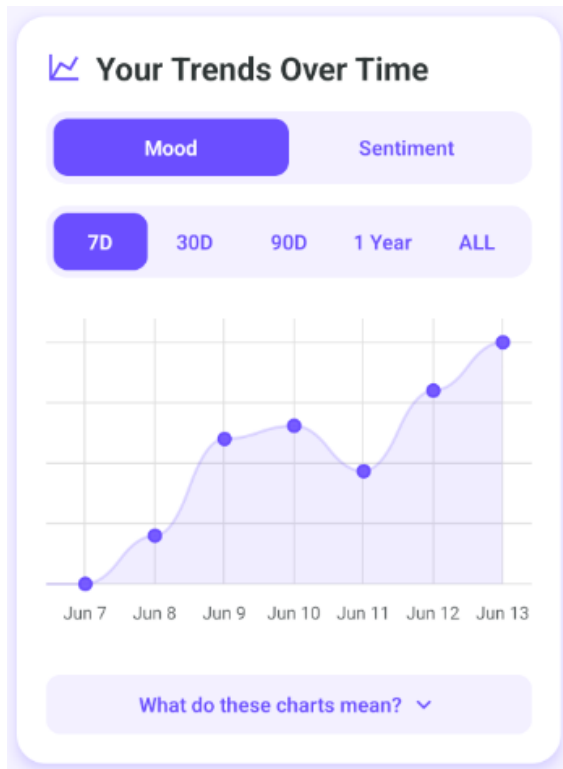 Your Trends Over Time
Mood Sentiment
7D 30D 90D 1 Year ALL
Jun 7 Jun 8 Jun 9 Jun 10 Jun 11 Jun 12 Jun 13
What do these charts mean?